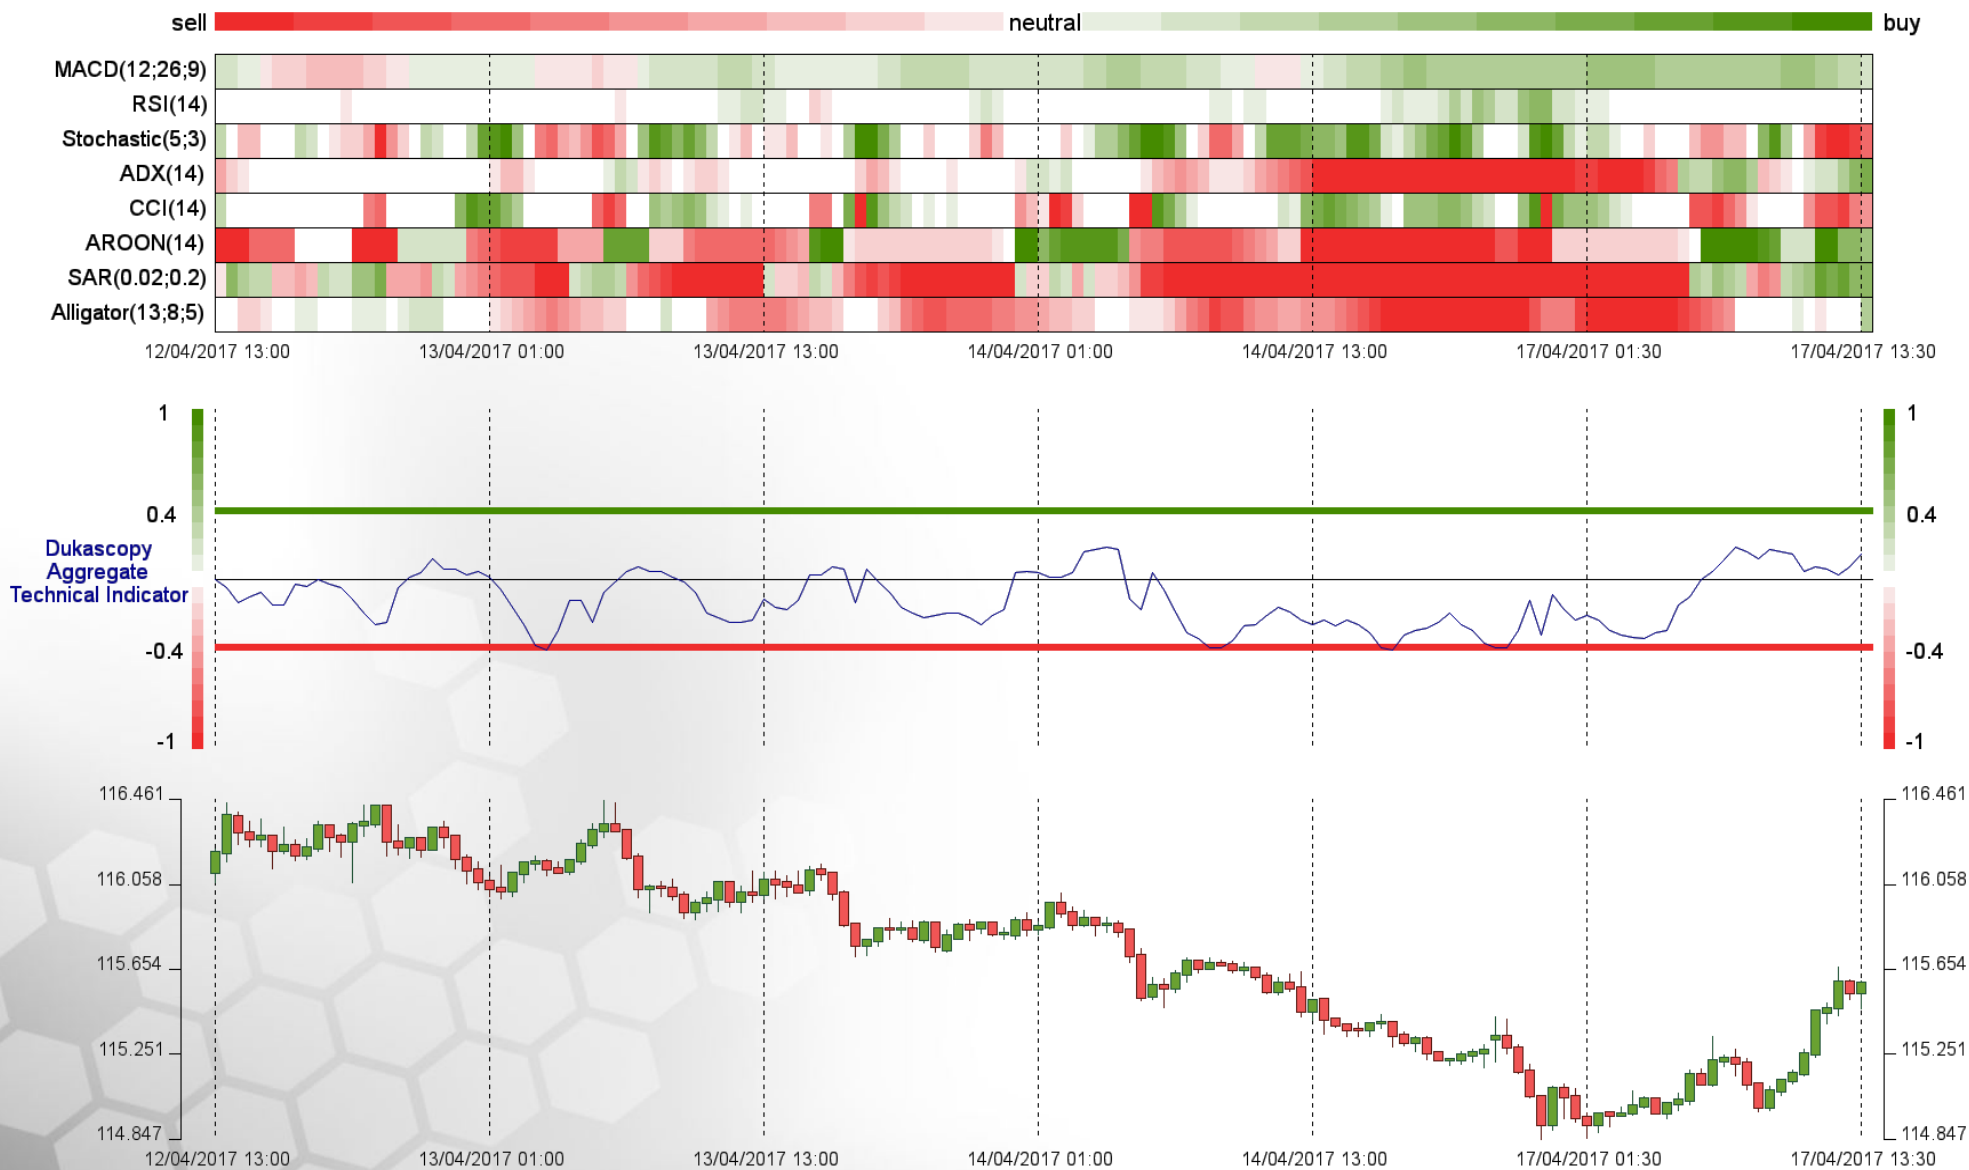 sell neutral buy
MACD(12;26;9)
RSI(14)
Stochastic(5;3)
ADX(14)
CCI(14)
AROON(14)
SAR(0.02;0.2)
Alligator(13;8;5)
12/04/2017 13:00 13/04/2017 01:00 13/04/2017 13:00 14/04/2017 01:00 14/04/2017 13:00 17/04/2017 01:30 17/04/2017 13:30
1 1
0.4 0.4
Dukascopy
Aggregate
Technical Indicator
-0.4 -0.4
-1 -1
116.461 116.461
116.058 116.058
115.654 115.654
115.251 115.251
114.847 114.847
12/04/2017 13:00 13/04/2017 01:00 13/04/2017 13:00 14/04/2017 01:00 14/04/2017 13:00 17/04/2017 01:30 17/04/2017 13:30